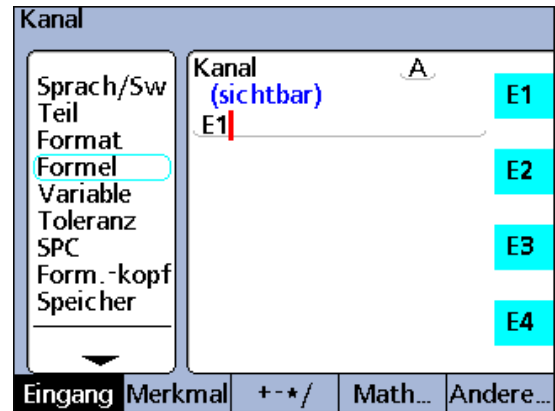 Kanal
Sprach/Sw
Teil
Format
Formel
Variable
Toleranz
SPC
Form.-kopf
Speicher
Kanal A
(sichtbar)
E1
E1
E2
E3
E4
Eingang Merkmal +-*/ Math... Andere...